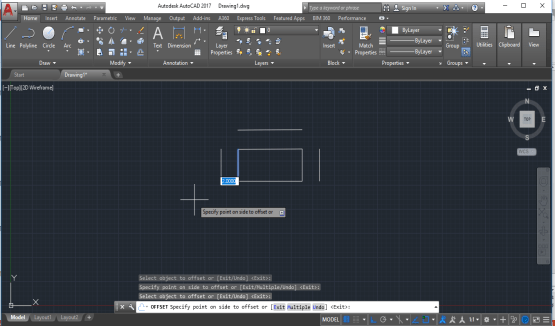 Autodesk AutoCAD 2017 Drawing1.dwg
Type a keyword or phrase
Sign In
Home Insert Annotate Parametric View Manage Output Add-ins A360 Express Tools Featured Apps BIM 360 Performance
Line Polyline Circle Arc
Text Dimension
Layer Properties
0
Insert
Match Properties
ByLayer
ByLayer
ByLayer
Group
Utilities
Clipboard
View
Draw Modify Annotation Layers Block Properties Groups
Start Drawing1*
[-][Top][2D Wireframe]
N
W TOP E
S
WCS
Specify point on side to offset or
Y
X
Select object to offset or [Exit/Undo] <Exit>:
Specify point on side to offset or [Exit/Multiple/Undo] <Exit>:
Select object to offset or [Exit/Undo] <Exit>:
OFFSET Specify point on side to offset or [Exit Multiple Undo] <Exit>:
Model Layout1 Layout2 +
MODEL